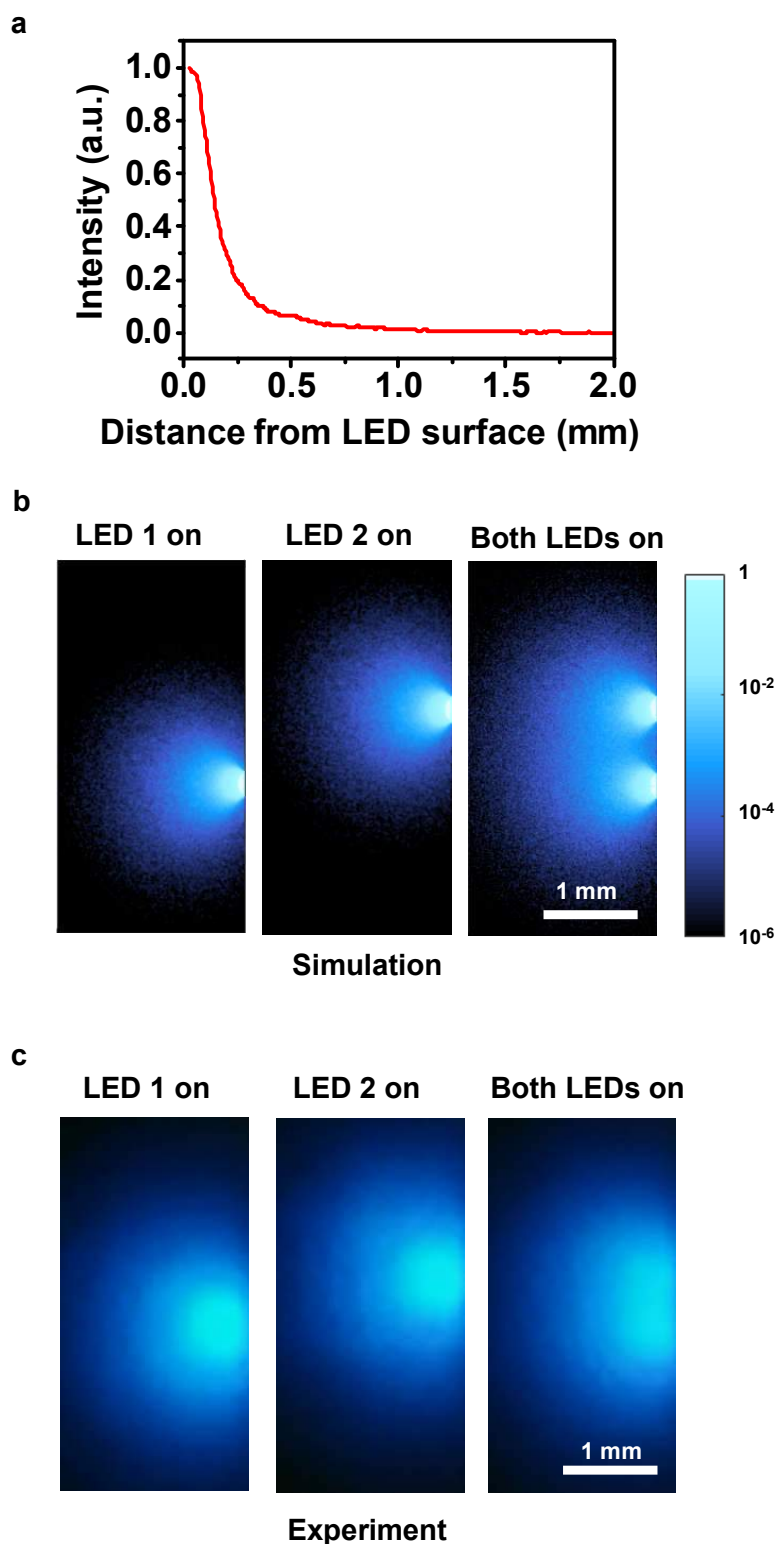 a
Intensity (a.u.)
1.0
0.8
0.6
0.4
0.2
0.0
0.0 0.5 1.0 1.5 2.0
Distance from LED surface (mm)
b
LED 1 on LED 2 on Both LEDs on
1
10-2
10-4
10-6
1 mm
Simulation
c
LED 1 on LED 2 on Both LEDs on
1 mm
Experiment